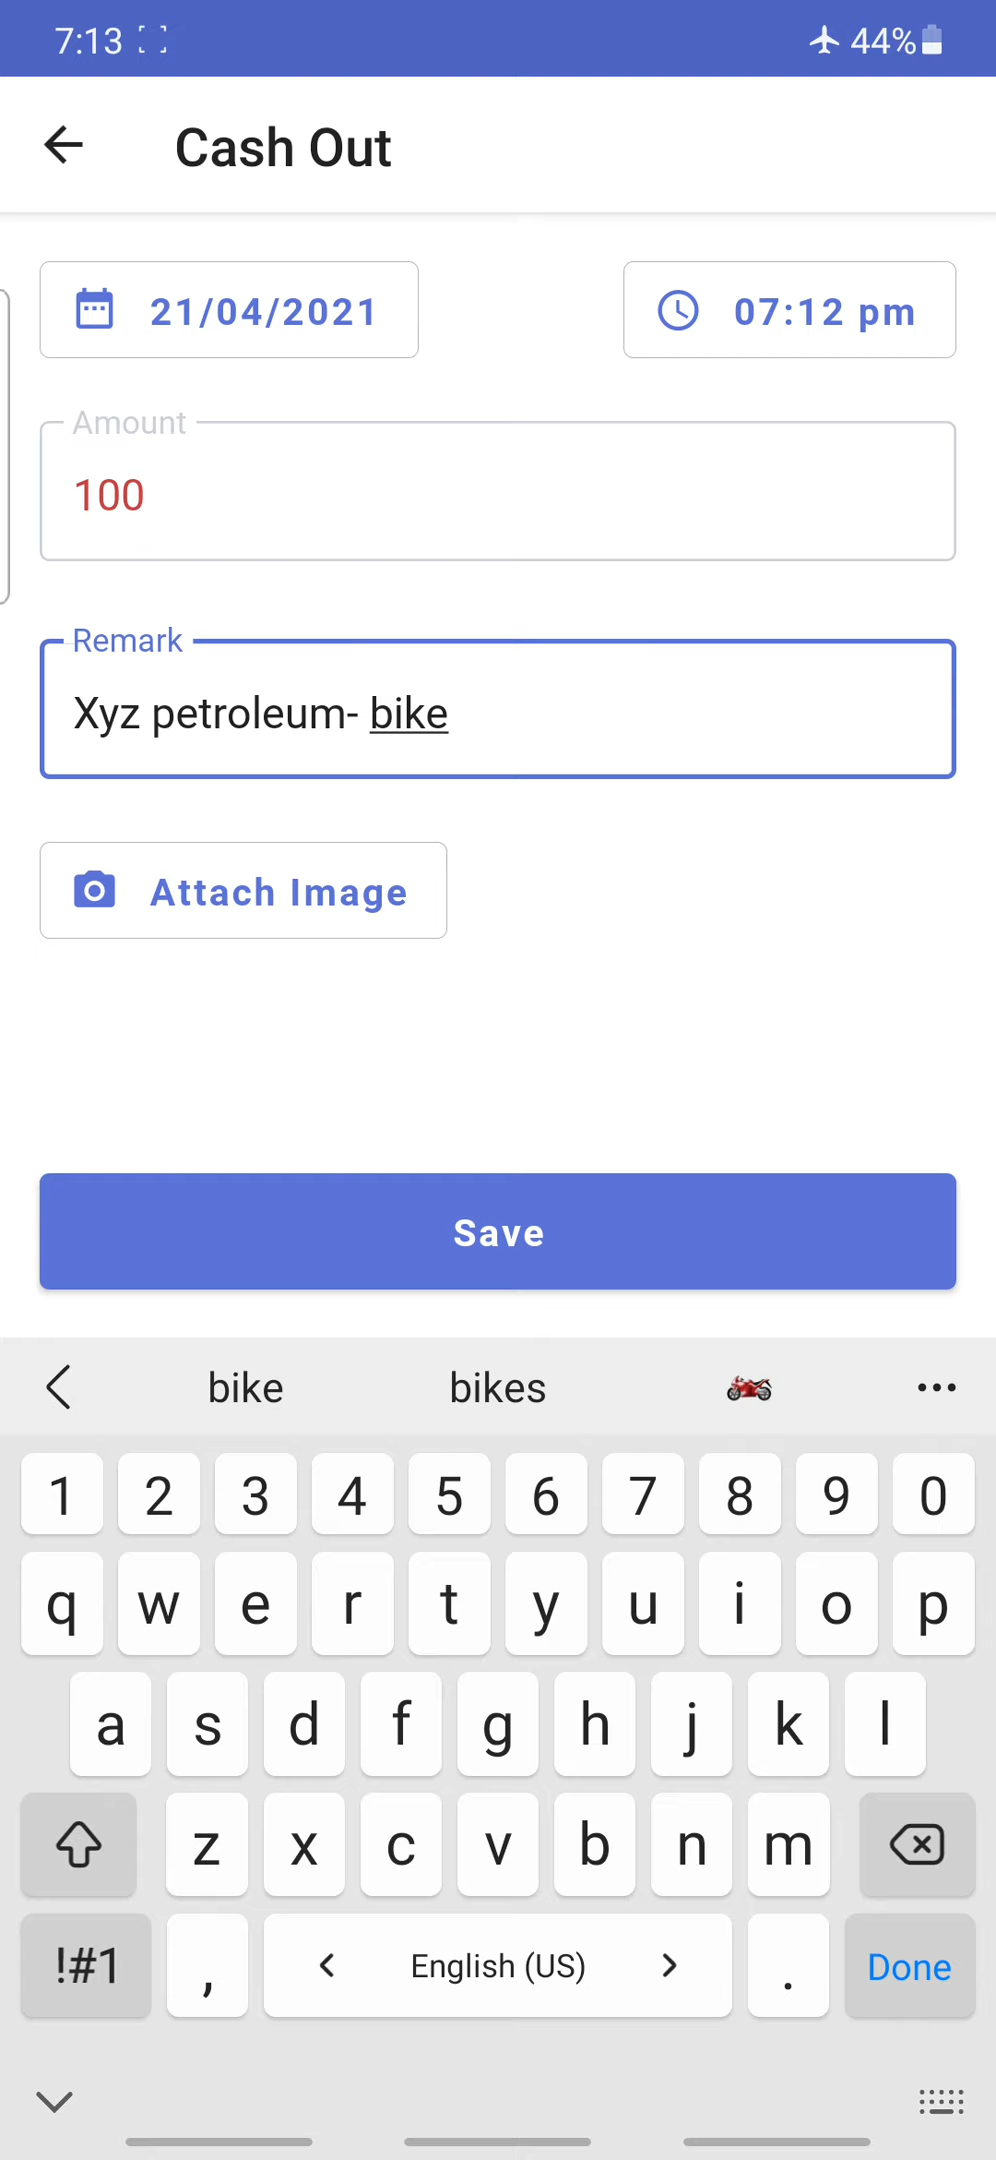 7:13 44%
Cash Out
21/04/2021 07:12 pm
Amount
100
Remark
Xyz petroleum- bike
Attach Image
Save
bike bikes
1 2 3 4 5 6 7 8 9 0
q w e r t y u i o p
a s d f g h j k l
z x c v b n m
!#1 , English (US) . Done